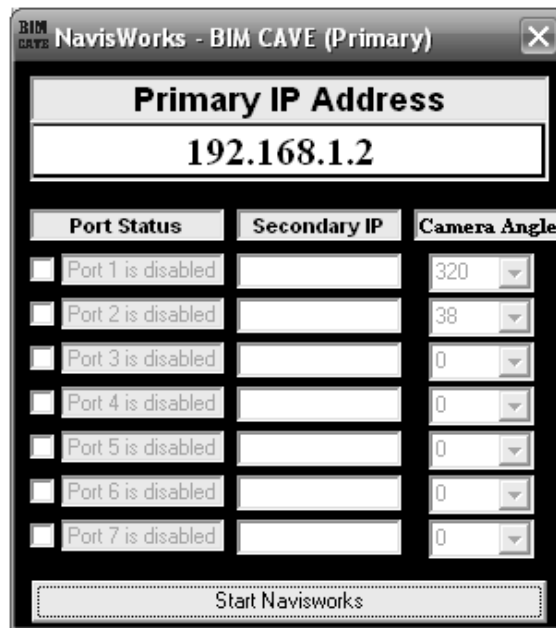 BIM CAVE NavisWorks - BIM CAVE (Primary)
Primary IP Address
192.168.1.2
Port Status Secondary IP Camera Angle
Port 1 is disabled 320
Port 2 is disabled 38
Port 3 is disabled 0
Port 4 is disabled 0
Port 5 is disabled 0
Port 6 is disabled 0
Port 7 is disabled 0
Start Navisworks